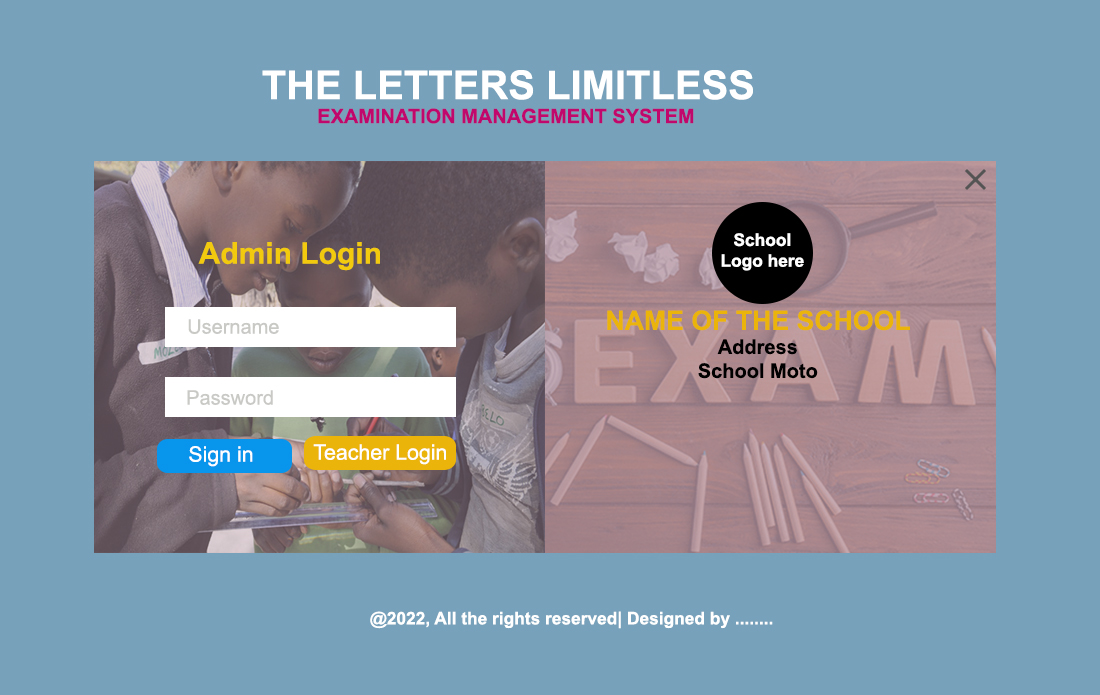 THE LETTERS LIMITLESS
EXAMINATION MANAGEMENT SYSTEM
Admin Login
Username
Password
Sign in
Teacher Login
School
Logo here
NAME OF THE SCHOOL
Address
School Moto
EXAM
@2022, All the rights reserved| Designed by ........